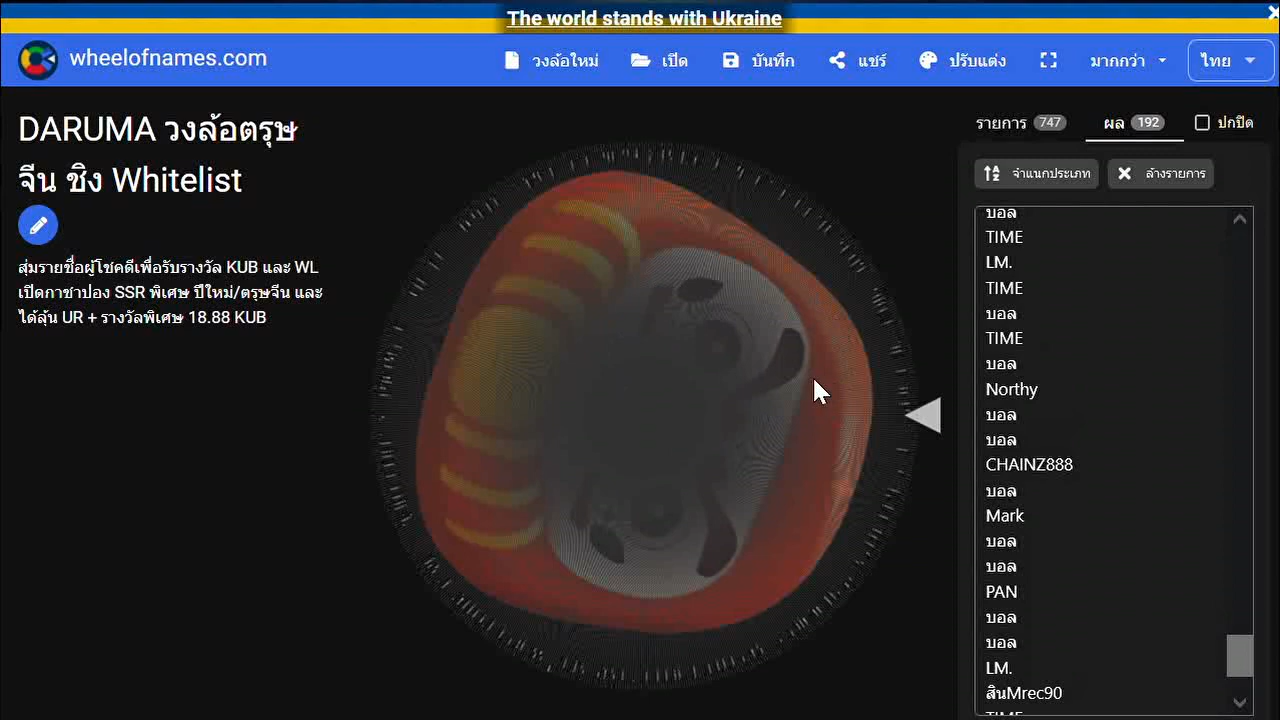 The world stands with Ukraine
wheelofnames.com
วงล้อใหม่
เปิด
บันทึก
แชร์
ปรับแต่ง
มากกว่า
ไทย
DARUMA วงล้อตรุษ
จีน ชิง Whitelist
สุ่มรายชื่อผู้โชคดีเพื่อรับรางวัล KUB และ WL
เปิดกาชาปอง SSR พิเศษ ปีใหม่/ตรุษจีน และ
ได้ลุ้น UR + รางวัลพิเศษ 18.88 KUB
รายการ 747
ผล 192
ปกปิด
จำแนกประเภท
ล้างรายการ
บอล
TIME
LM.
TIME
บอล
TIME
บอล
Northy
บอล
บอล
CHAINZ888
บอล
Mark
บอล
บอล
PAN
บอล
บอล
LM.
สินMrec90
TIME